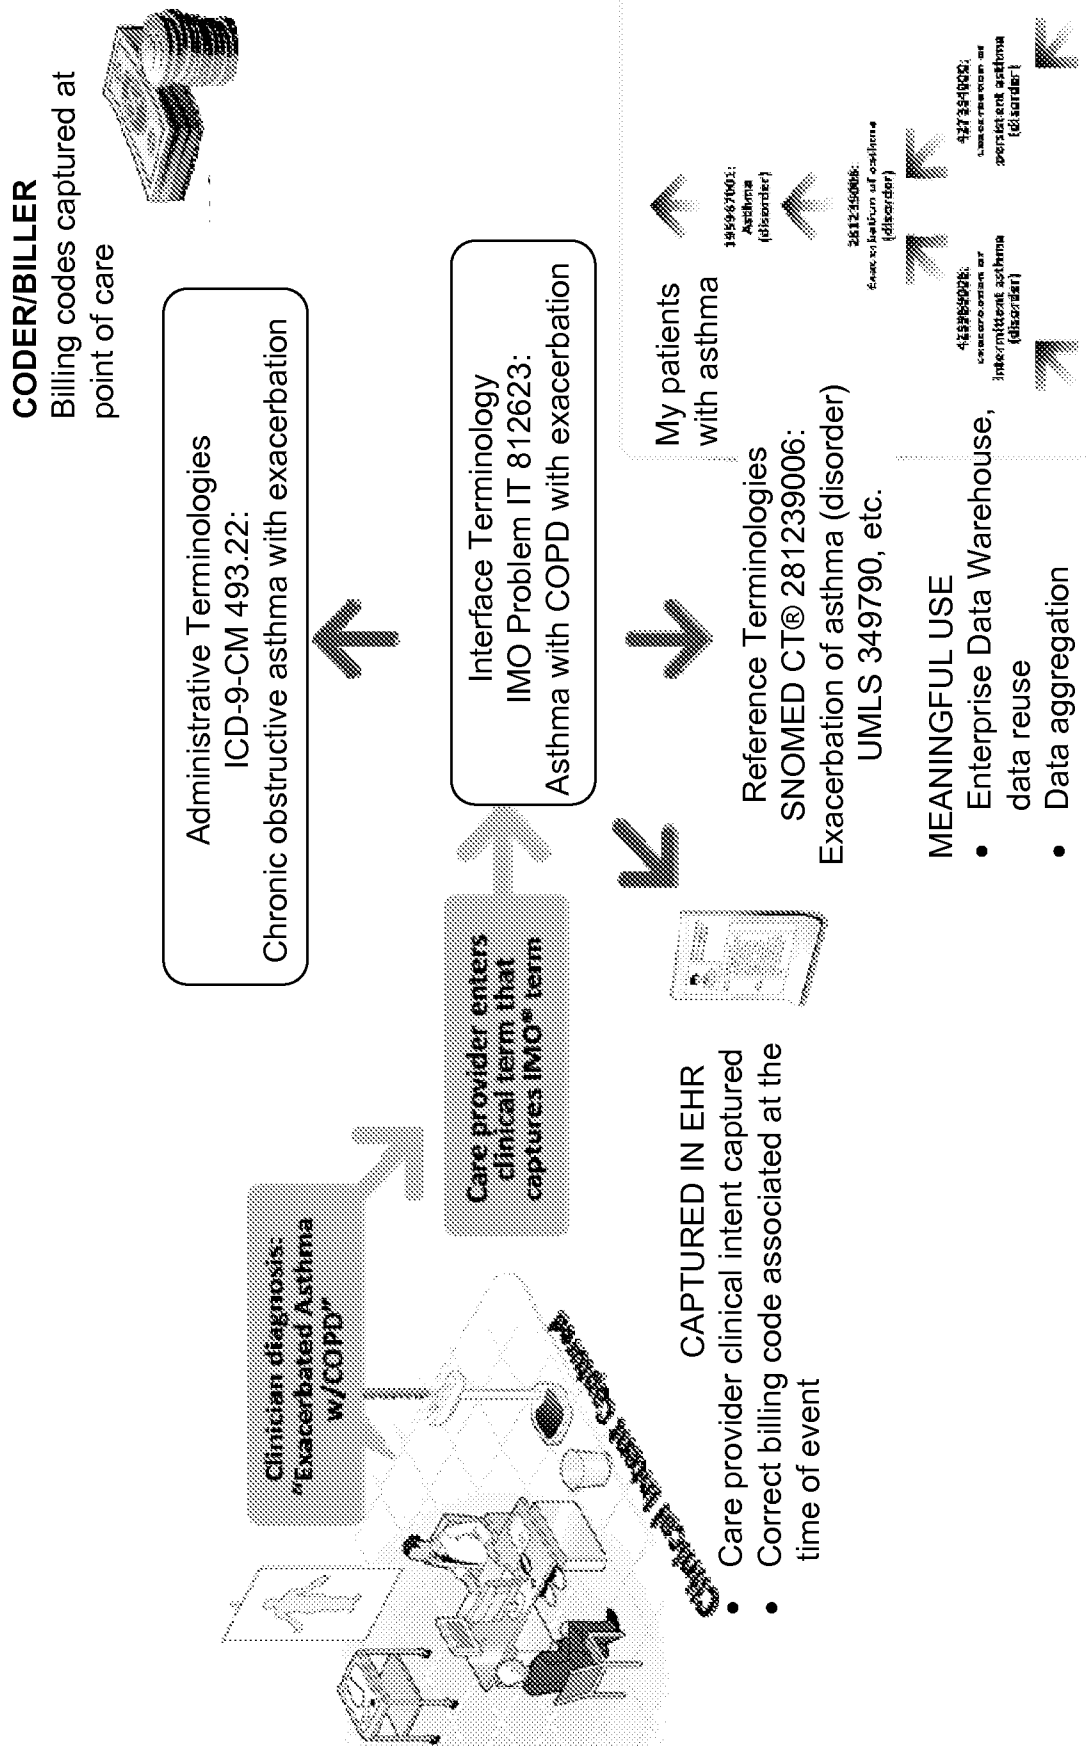 CODER/BILLER
Billing codes captured at
point of care
Administrative Terminologies
ICD-9-CM 493.22:
Chronic obstructive asthma with exacerbation
Clinician diagnosis:
"Exacerbated Asthma
w/COPD"
Care provider enters
clinical term that
captures IMO® term
Interface Terminology
IMO Problem IT 812623:
Asthma with COPD with exacerbation
CAPTURED IN EHR
• Care provider clinical intent captured
• Correct billing code associated at the
time of event
Reference Terminologies
SNOMED CT® 281239006:
Exacerbation of asthma (disorder)
UMLS 349790, etc.
MEANINGFUL USE
• Enterprise Data Warehouse,
data reuse
• Data aggregation
My patients
with asthma
195967001:
Asthma
(disorder)
281239006:
Exacerbation of asthma
(disorder)
intermittent asthma
(disorder)
persistent asthma
(disorder)